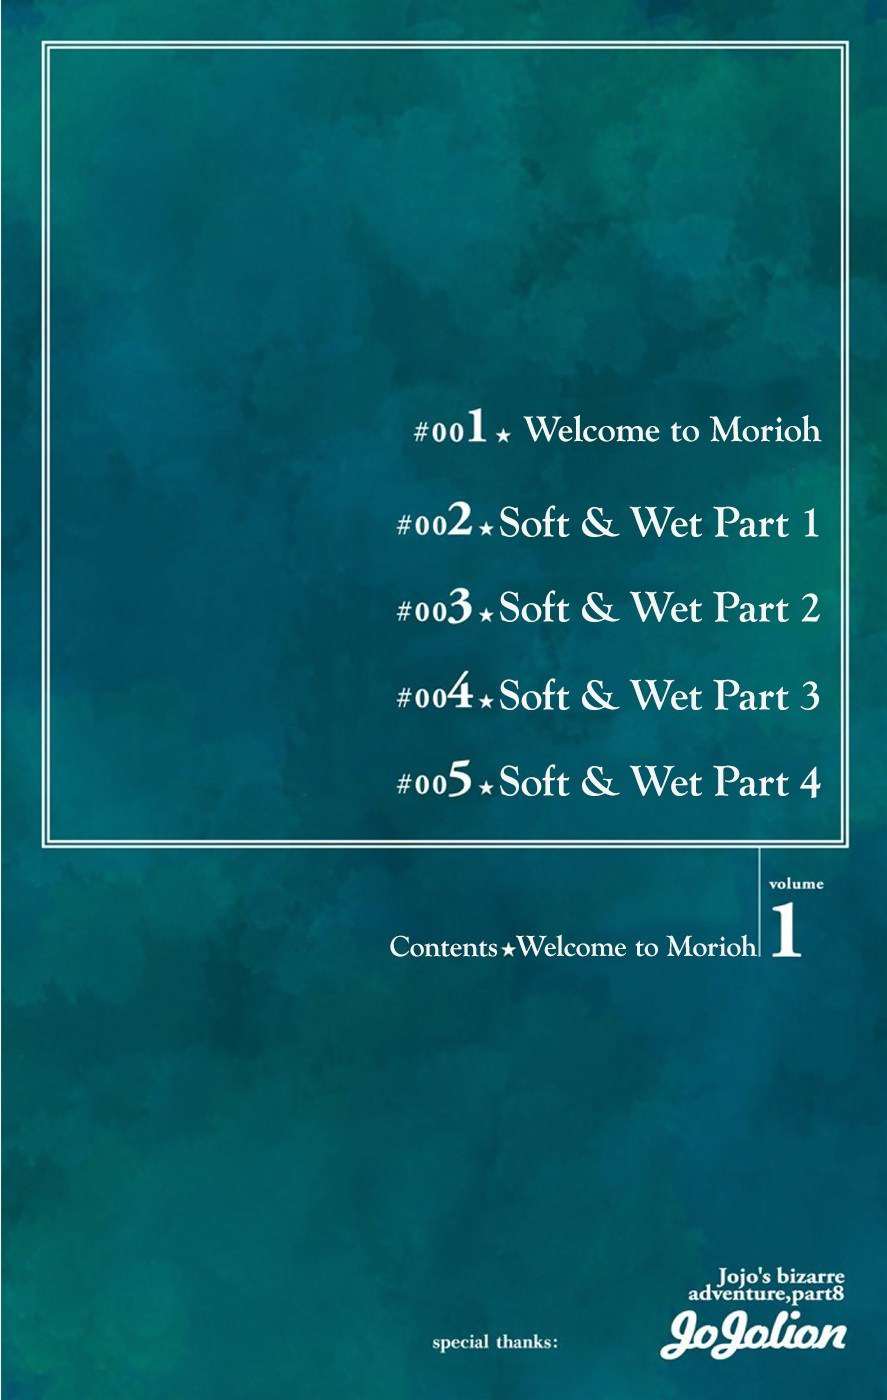 #001★ Welcome to Morioh
#002★Soft & Wet Part 1
#003★Soft & Wet Part 2
#004★Soft & Wet Part 3
#005★Soft & Wet Part 4
volume
1
Contents★Welcome to Morioh
Jojo's bizarre
adventure,part8
JoJolion
special thanks: